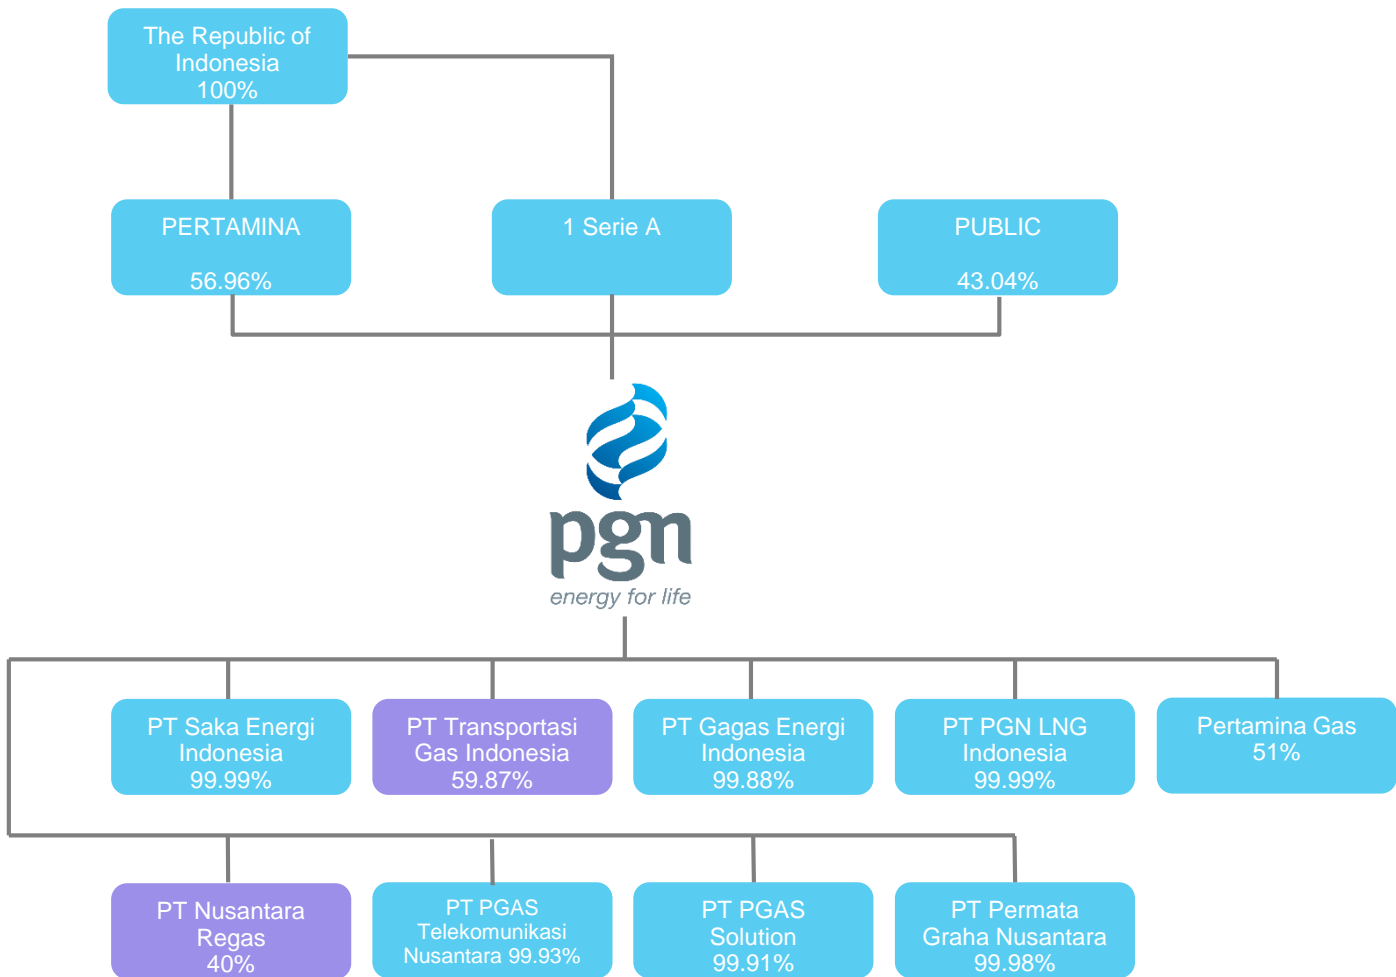 The Republic of
Indonesia
100%
PERTAMINA
56.96%
1 Serie A
PUBLIC
43.04%
pgn
energy for life
PT Saka Energi
Indonesia
99.99%
PT Transportasi
Gas Indonesia
59.87%
PT Gagas Energi
Indonesia
99.88%
PT PGN LNG
Indonesia
99.99%
Pertamina Gas
51%
PT Nusantara
Regas
40%
PT PGAS
Telekomunikasi
Nusantara 99.93%
PT PGAS
Solution
99.91%
PT Permata
Graha Nusantara
99.98%